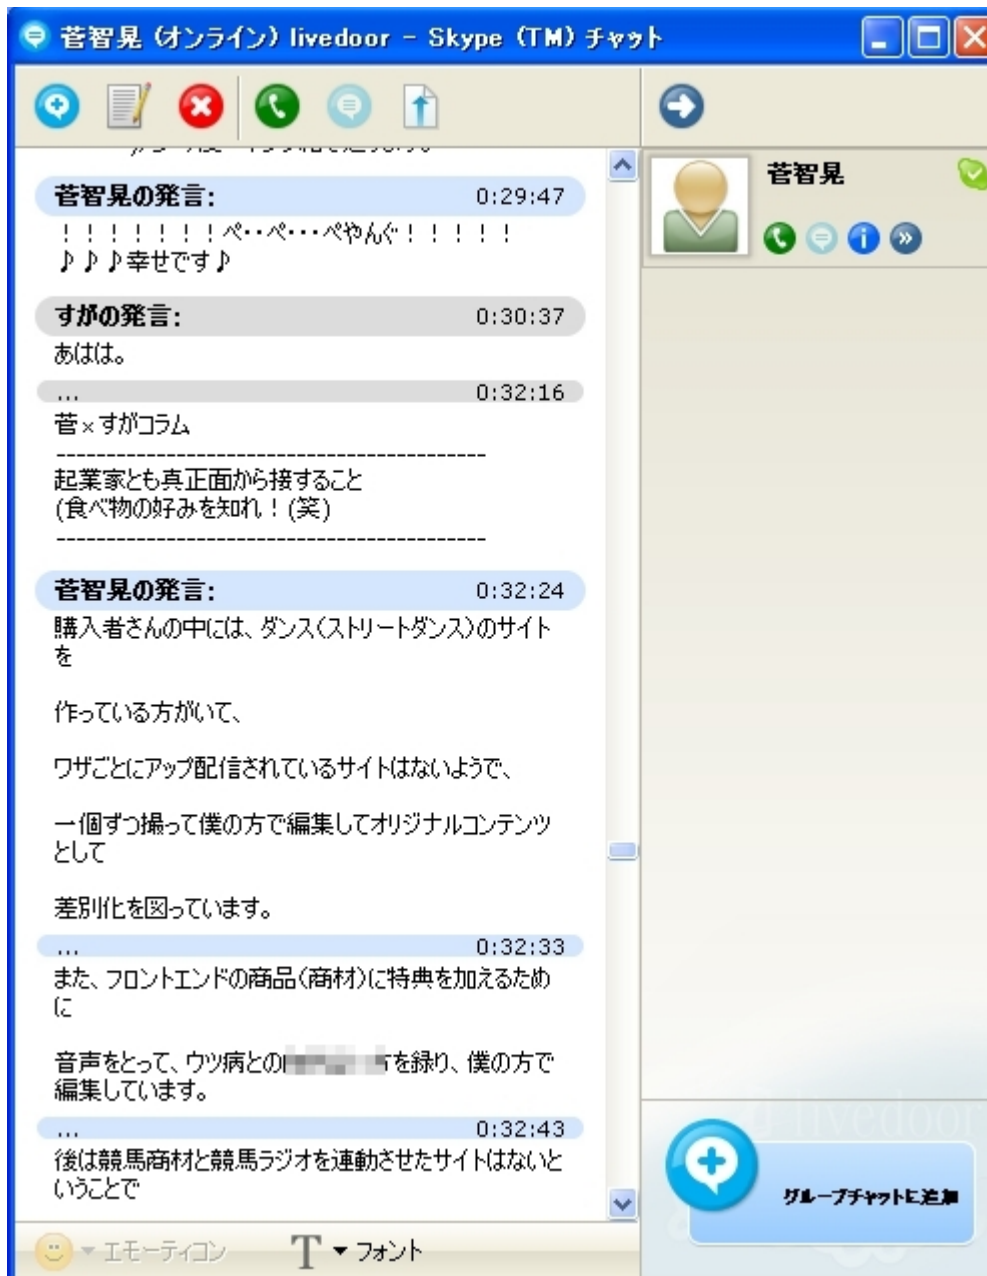 菅智晃 (オンライン) livedoor - Skype (TM) チャット
菅智晃の発言: 0:29:47
！！！！！！！ペ・・ペ・・・ペやんぐ！！！！！
♪♪♪幸せです♪
すがの発言: 0:30:37
あはは。
... 0:32:16
菅×すがコラム
-------------------------------------------
起業家とも真正面から接すること
(食べ物の好みを知れ！(笑)
-------------------------------------------
菅智晃の発言: 0:32:24
購入者さんの中には、ダンス(ストリートダンス)のサイト
を
作っている方がいて、
ワザごとにアップ配信されているサイトはないようで、
一個ずつ撮って僕の方で編集してオリジナルコンテンツ
として
差別化を図っています。
... 0:32:33
また、フロントエンドの商品(商材)に特典を加えるため
に
音声をとって、ウツ病との
を録り、僕の方で
編集しています。
... 0:32:43
後は競馬商材と競馬ラジオを連動させたサイトはないと
いうことで
エモーティコン
T フォント
菅智晃
livedoor
グループチャットに追加